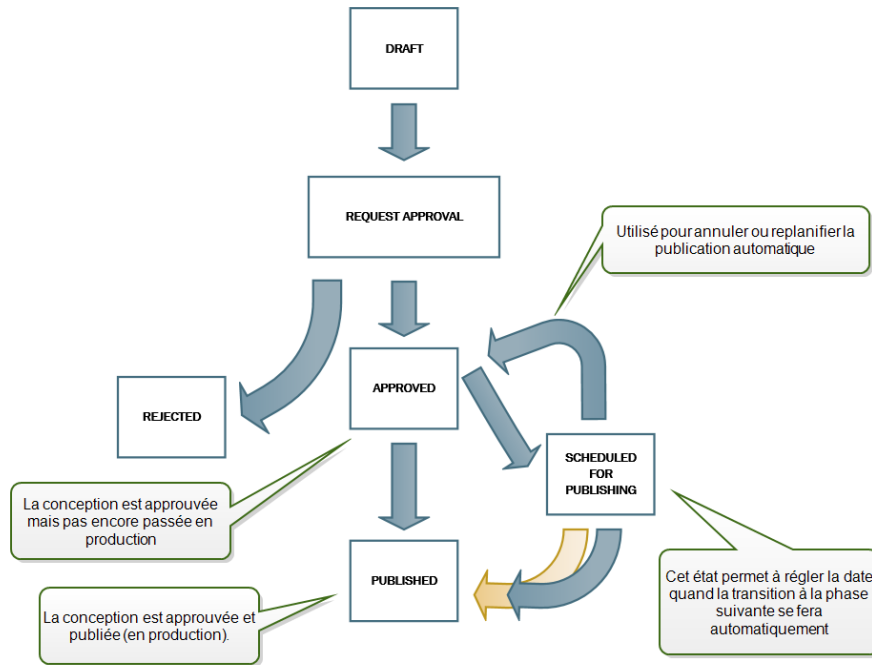 DRAFT
REQUEST APPROVAL
Utilisé pour annuler ou replanifier la
publication automatique
APPROVED
REJECTED
SCHEDULED
FOR
PUBLISHING
La conception est approuvée
mais pas encore passée en
production
PUBLISHED
Cet état permet à régler la date
quand la transition á la phase
suivante se fera
automatiquement
La conception est approuvée et
publiée (en production).